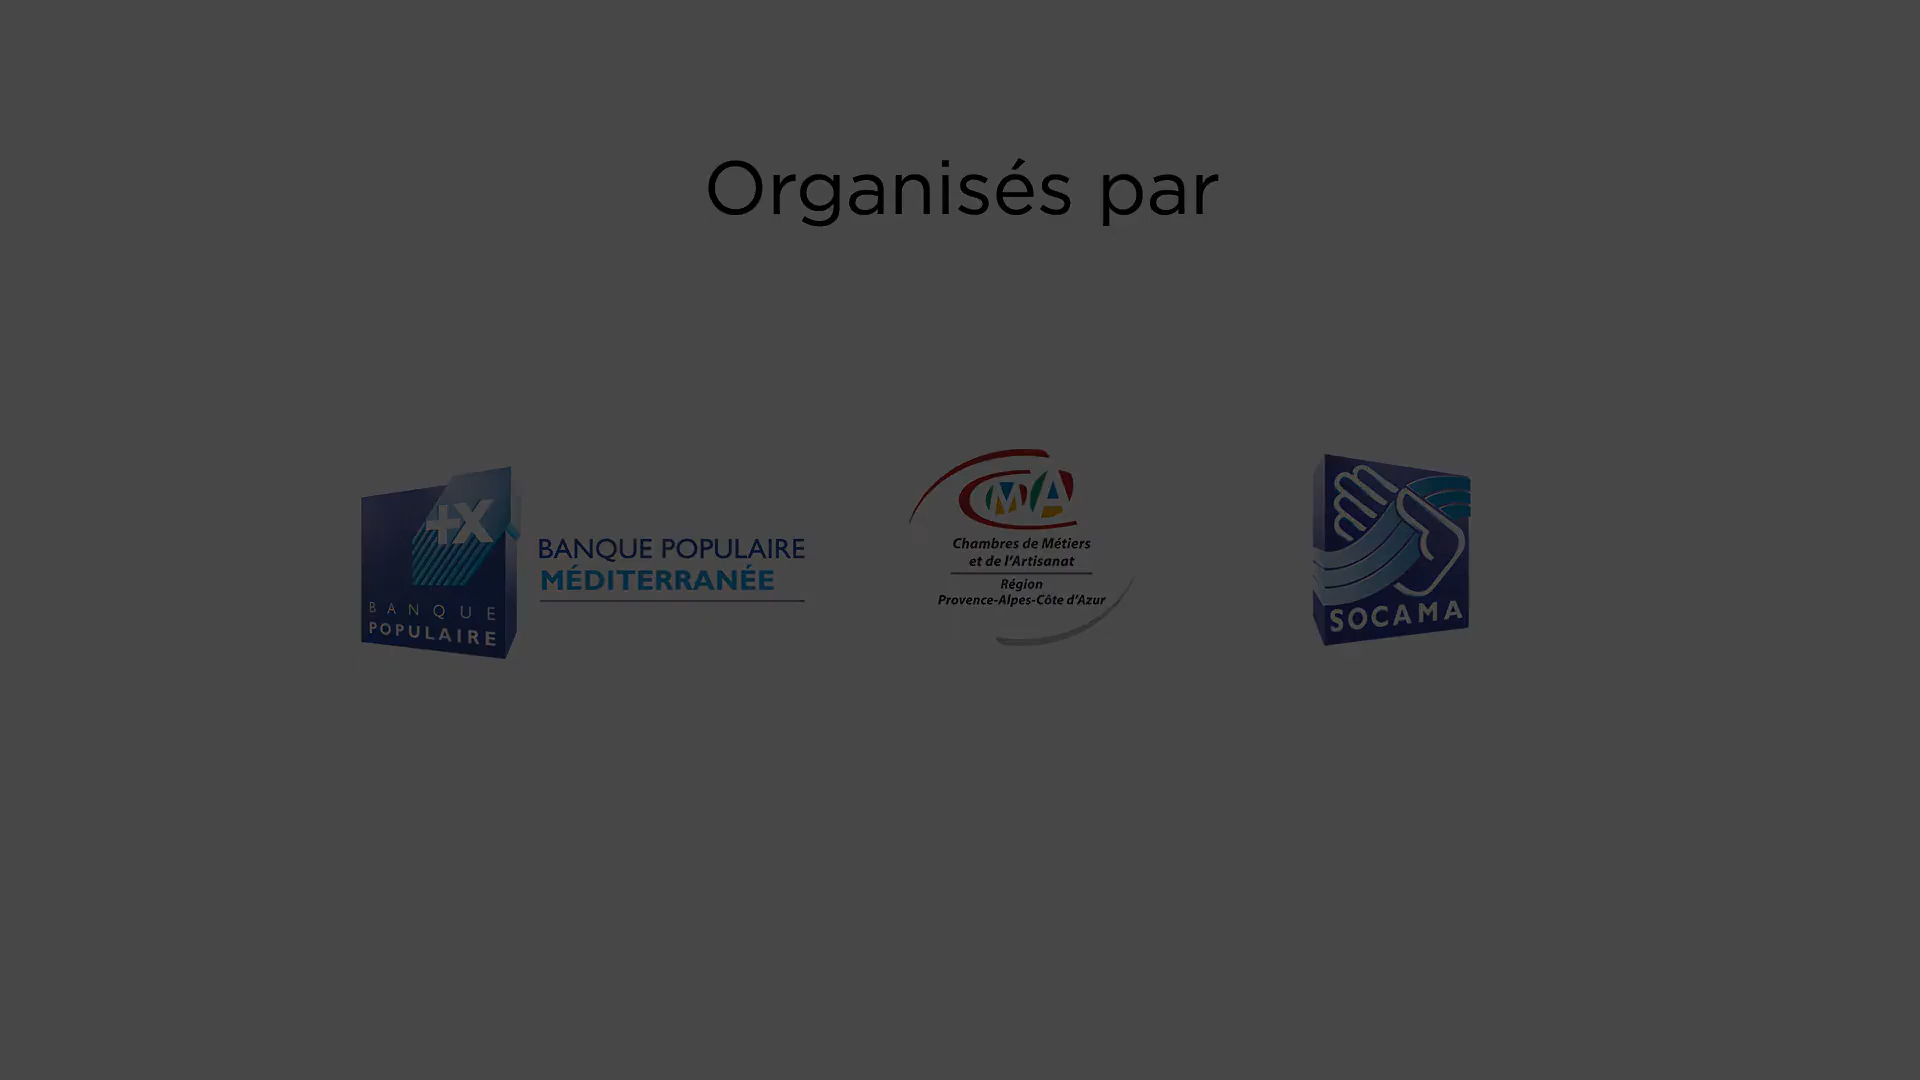 Organisés par
+X
BANQUE
POPULAIRE
BANQUE POPULAIRE
MÉDITERRANÉE
CMA
Chambres de Métiers
et de l'Artisanat
Région
Provence-Alpes-Côte d'Azur
SOCAMA